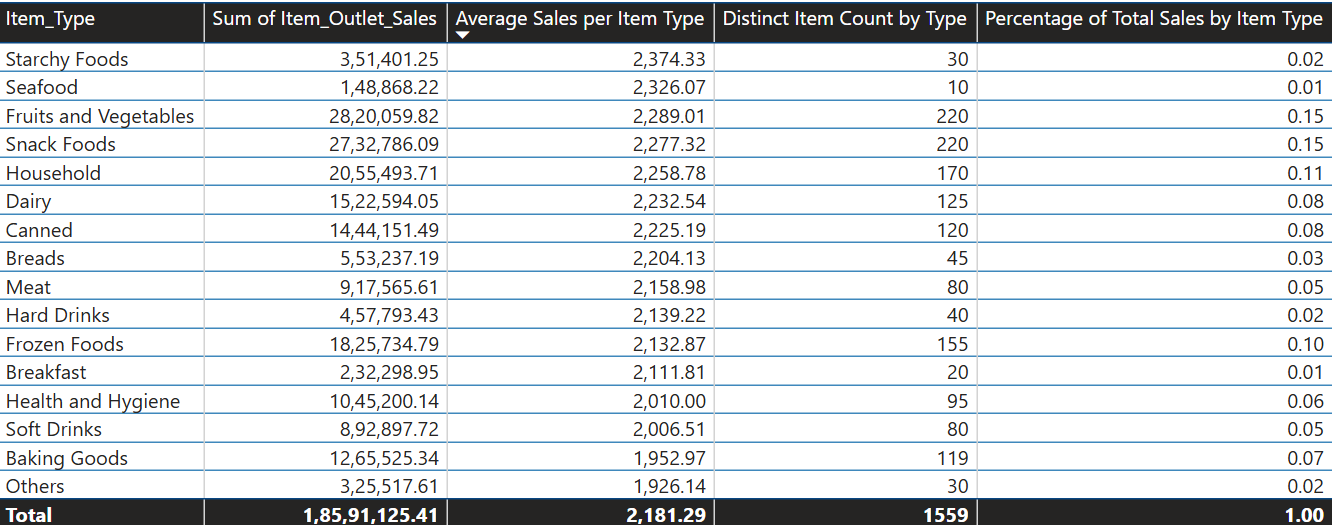 Item_Type Sum of Item_Outlet_Sales Average Sales per Item Type Distinct Item Count by Type Percentage of Total Sales by Item Type
Starchy Foods 3,51,401.25 2,374.33 30 0.02
Seafood 1,48,868.22 2,326.07 10 0.01
Fruits and Vegetables 28,20,059.82 2,289.01 220 0.15
Snack Foods 27,32,786.09 2,277.32 220 0.15
Household 20,55,493.71 2,258.78 170 0.11
Dairy 15,22,594.05 2,232.54 125 0.08
Canned 14,44,151.49 2,225.19 120 0.08
Breads 5,53,237.19 2,204.13 45 0.03
Meat 9,17,565.61 2,158.98 80 0.05
Hard Drinks 4,57,793.43 2,139.22 40 0.02
Frozen Foods 18,25,734.79 2,132.87 155 0.10
Breakfast 2,32,298.95 2,111.81 20 0.01
Health and Hygiene 10,45,200.14 2,010.00 95 0.06
Soft Drinks 8,92,897.72 2,006.51 80 0.05
Baking Goods 12,65,525.34 1,952.97 119 0.07
Others 3,25,517.61 1,926.14 30 0.02
Total 1,85,91,125.41 2,181.29 1559 1.00